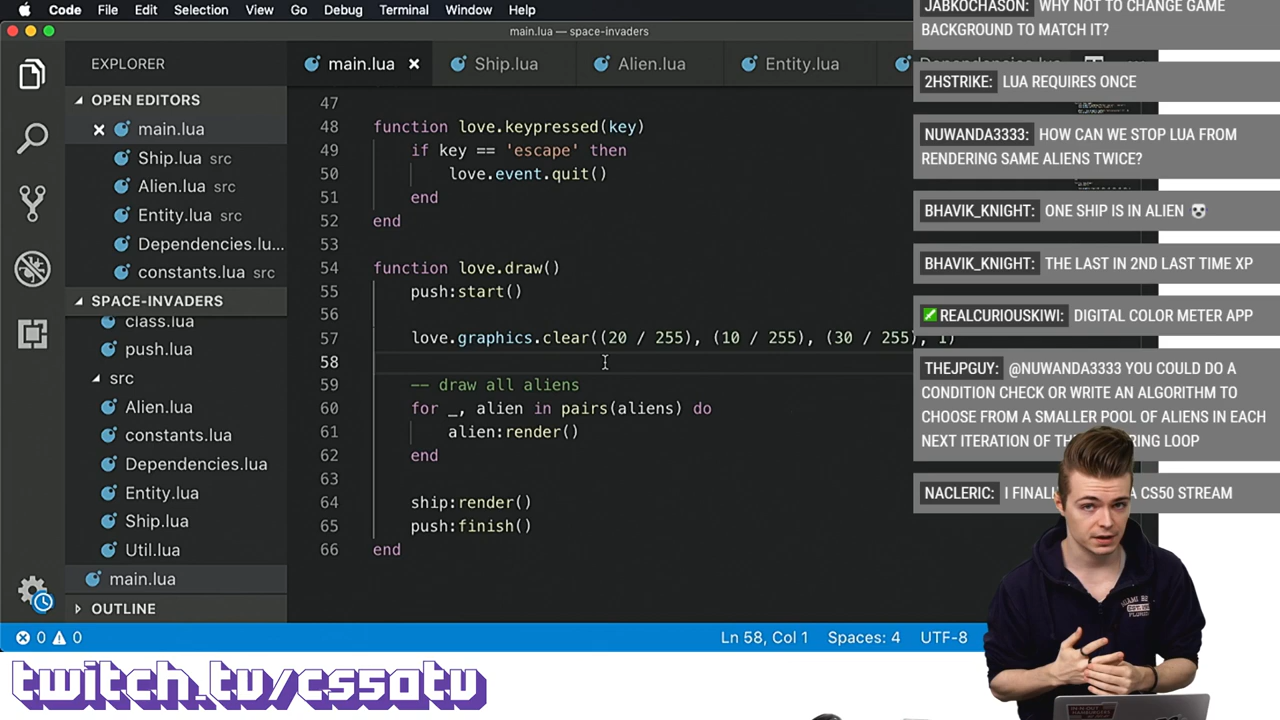 Code File Edit Selection View Go Debug Terminal Window Help
main.lua — space-invaders
EXPLORER
OPEN EDITORS
main.lua
Ship.lua src
Alien.lua src
Entity.lua src
Dependencies.lu...
constants.lua src
SPACE-INVADERS
class.lua
push.lua
src
Alien.lua
constants.lua
Dependencies.lua
Entity.lua
Ship.lua
Util.lua
main.lua
OUTLINE
main.lua Ship.lua Alien.lua Entity.lua Dependencies.lua
47
48 function love.keypressed(key)
49 if key == 'escape' then
50 love.event.quit()
51 end
52 end
53
54 function love.draw()
55 push:start()
56
57 love.graphics.clear((20 / 255), (10 / 255), (30 / 255), 1)
58
59 -- draw all aliens
60 for _, alien in pairs(aliens) do
61 alien:render()
62 end
63
64 ship:render()
65 push:finish()
66 end
0 0 Ln 58, Col 1 Spaces: 4 UTF-8
JABKOCHASON: WHY NOT TO CHANGE GAME
BACKGROUND TO MATCH IT?
2HSTRIKE: LUA REQUIRES ONCE
NUWANDA3333: HOW CAN WE STOP LUA FROM
RENDERING SAME ALIENS TWICE?
BHAVIK_KNIGHT: ONE SHIP IS IN ALIEN
BHAVIK_KNIGHT: THE LAST IN 2ND LAST TIME XP
REALCURIOUSKIWI: DIGITAL COLOR METER APP
THEJPGUY: @NUWANDA3333 YOU COULD DO A
CONDITION CHECK OR WRITE AN ALGORITHM TO
CHOOSE FROM A SMALLER POOL OF ALIENS IN EACH
NEXT ITERATION OF LOOP
NACLERIC: I A CS50 STREAM
twitch.tv/cs50tv